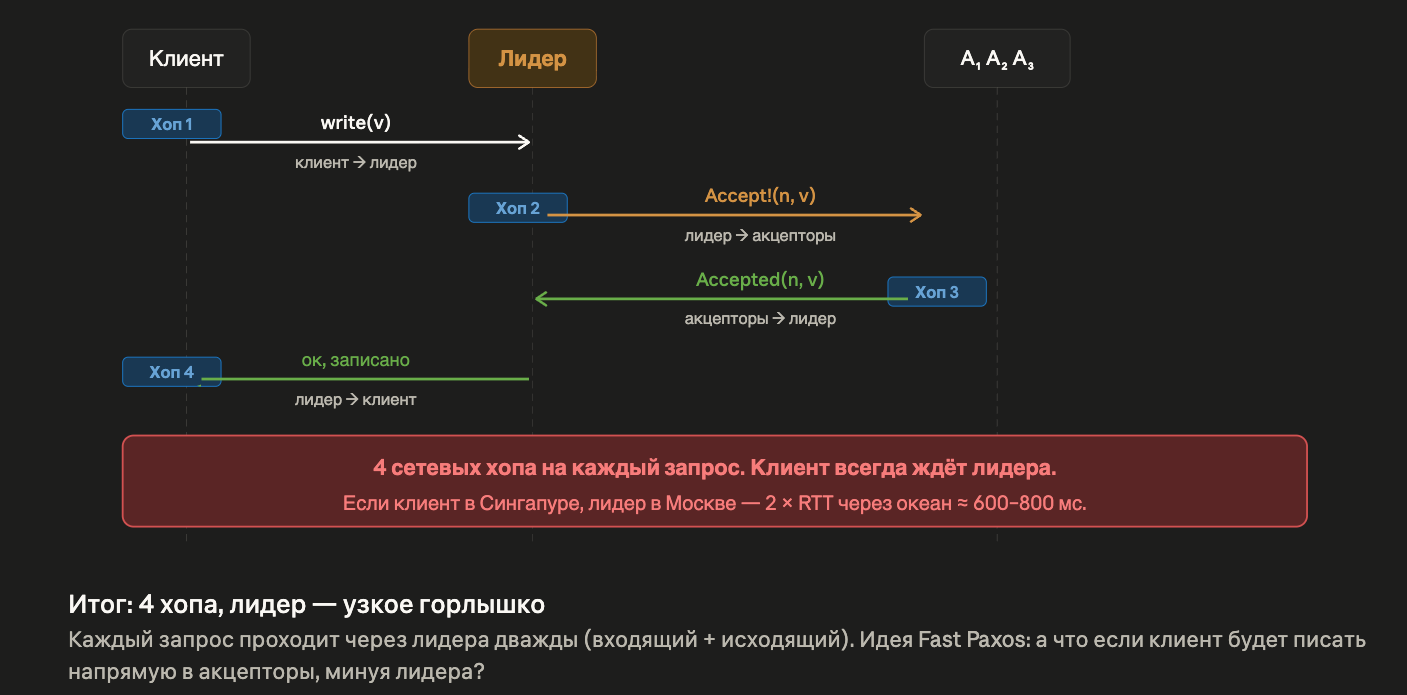 Клиент
Лидер
A₁ A₂ A₃
Хоп 1
write(v)
клиент → лидер
Хоп 2
Accept!(n, v)
лидер → акцепторы
Accepted(n, v)
Хоп 3
акцепторы → лидер
Хоп 4
ок, записано
лидер → клиент
4 сетевых хопа на каждый запрос. Клиент всегда ждёт лидера.
Если клиент в Сингапуре, лидер в Москве — 2 × RTT через океан ≈ 600–800 мс.
Итог: 4 хопа, лидер — узкое горлышко
Каждый запрос проходит через лидера дважды (входящий + исходящий). Идея Fast Paxos: а что если клиент будет писать
напрямую в акцепторы, минуя лидера?